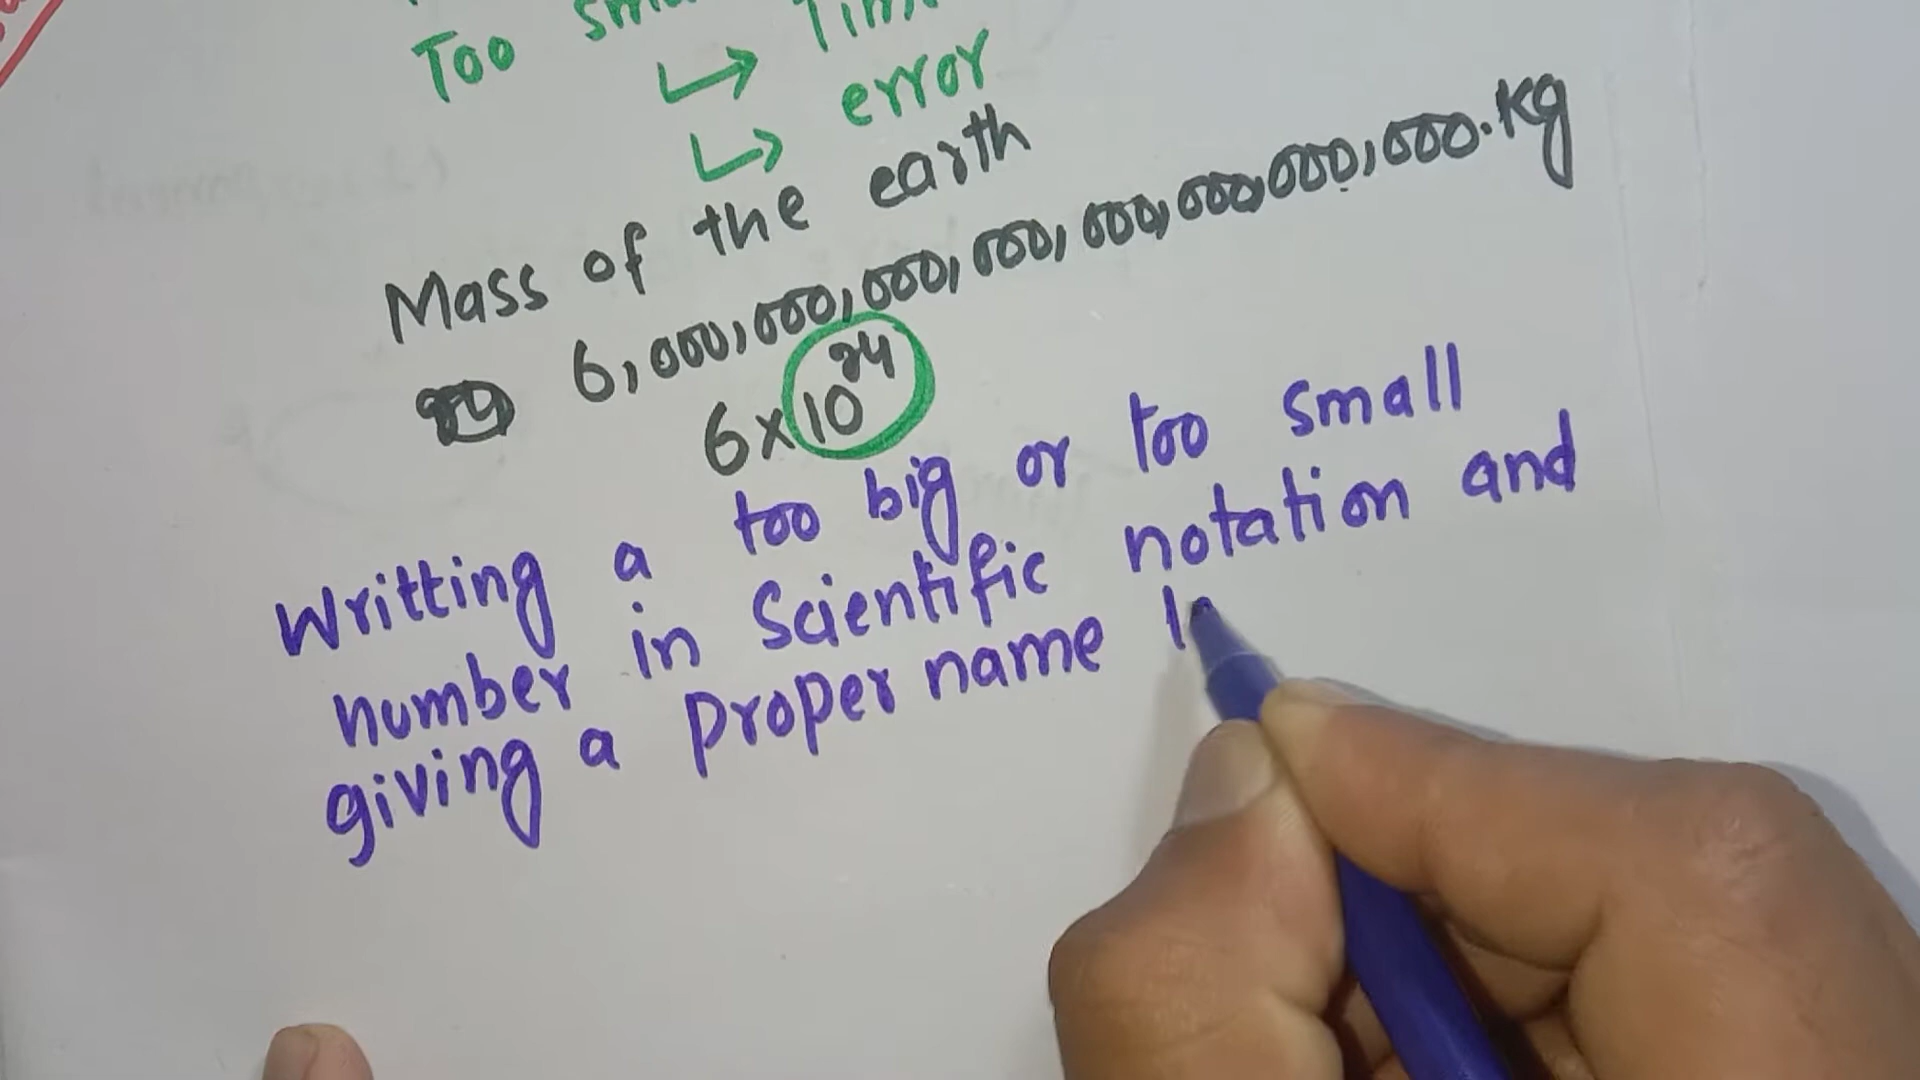 Too
error
Mass of the earth
6,000,000,000,000,000,000,000,000.kg
24
6x10²⁴
Writting a too big or too small
number in Scientific notation and
giving a Proper name